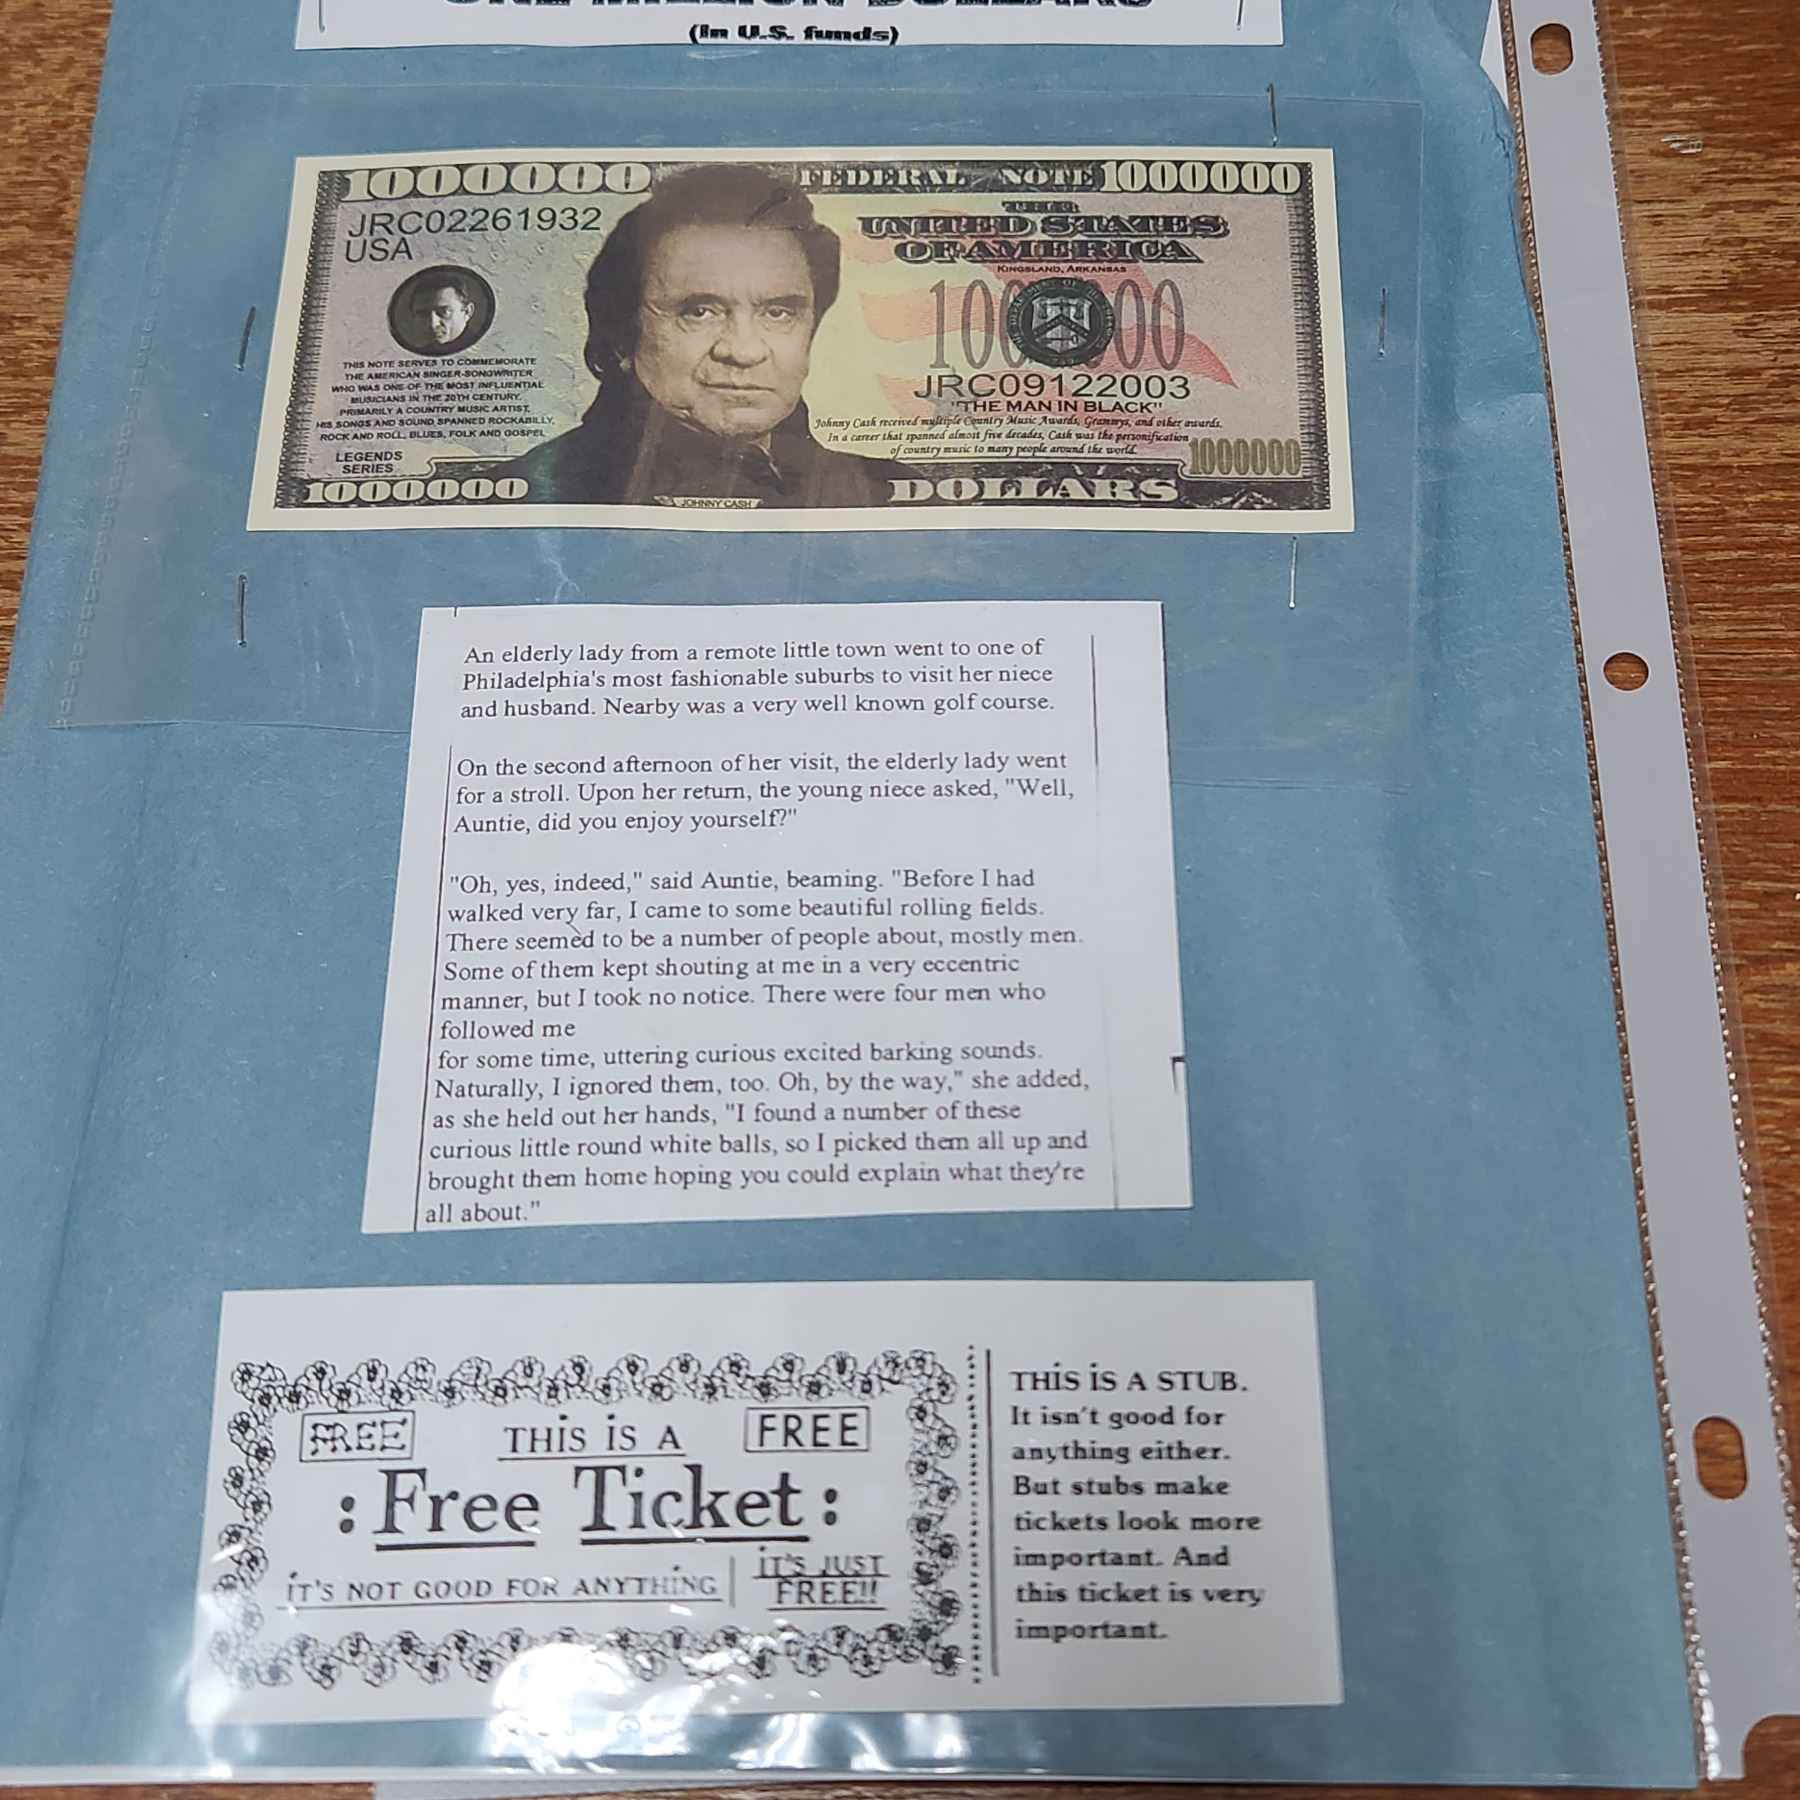 ONE MILLION DOLLARS
(In U.S. funds)
1000000 FEDERAL NOTE 1000000
JRC02261932
USA
THE
UNITED STATES
OF AMERICA
KINGSLAND, ARKANSAS
JRC09122003
"THE MAN IN BLACK"
THIS NOTE SERVES TO COMMEMORATE
THE AMERICAN SINGER-SONGWRITER
WHO WAS ONE OF THE MOST INFLUENTIAL
MUSICIANS IN THE 20TH CENTURY.
PRIMARILY A COUNTRY MUSIC ARTIST,
HIS SONGS AND SOUND SPANNED ROCKABILLY,
ROCK AND ROLL, BLUES, FOLK AND GOSPEL
Johnny Cash received multiple Country Music Awards, Grammys, and other awards.
In a career that spanned almost five decades, Cash was the personification
of country music to many people around the world.
LEGENDS
SERIES
1000000
1000000
JOHNNY CASH
DOLLARS
An elderly lady from a remote little town went to one of
Philadelphia's most fashionable suburbs to visit her niece
and husband. Nearby was a very well known golf course.
On the second afternoon of her visit, the elderly lady went
for a stroll. Upon her return, the young niece asked, "Well,
Auntie, did you enjoy yourself?"
"Oh, yes, indeed," said Auntie, beaming. "Before I had
walked very far, I came to some beautiful rolling fields.
There seemed to be a number of people about, mostly men.
Some of them kept shouting at me in a very eccentric
manner, but I took no notice. There were four men who
followed me
for some time, uttering curious excited barking sounds.
Naturally, I ignored them, too. Oh, by the way," she added,
as she held out her hands, "I found a number of these
curious little round white balls, so I picked them all up and
brought them home hoping you could explain what they're
all about."
FREE THIS IS A FREE
: Free Ticket :
IT'S NOT GOOD FOR ANYTHING
IT'S JUST
FREE!!
THIS IS A STUB.
It isn't good for
anything either.
But stubs make
tickets look more
important. And
this ticket is very
important.